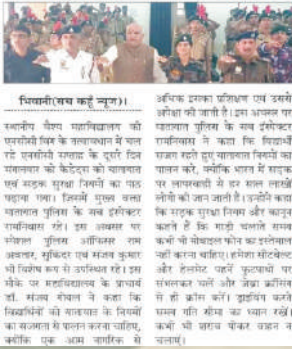 भिवानी(सच कहूँ न्यूज)।
स्थानीय वैश्य महाविद्यालय की
एनसीसी विंग के तत्वावधान में चल
रहे एनसीसी सप्ताह के दूसरे दिन
मंगलवार को कैडेट्स को यातायात
एवं सड़क सुरक्षा नियमों का पाठ
पढ़ाया गया। जिसमें मुख्य वक्ता
यातायात पुलिस के सब इंस्पेक्टर
रामनिवास रहे। इस अवसर पर
स्पेशल पुलिस ऑफिसर राम
अवतार, सुकिंदर एवं संजय कुमार
भी विशेष रूप से उपस्थित रहे। इस
मौके पर महाविद्यालय के प्राचार्य
डॉ. संजय गोयल ने कहा कि
विद्यार्थियों को यातायात के नियमों
का सजगता से पालन करना चाहिए,
क्योंकि एक आम नागरिक से
अधिक इसका प्रशिक्षण एवं उससे
अपेक्षा की जाती है। इस अवसर पर
यातायात पुलिस के सब इंस्पेक्टर
रामनिवास ने कहा कि विद्यार्थी
सजग रहते हुए यातायात नियमों का
पालन करे, क्योंकि भारत में सड़क
पर लापरवाही से हर साल लाखों
लोगों की जान जाती है। उन्होंने कहा
कि सड़क सुरक्षा नियम और कानून
कहते हैं कि गाड़ी चलाते समय
कभी भी मोबाइल फोन का इस्तेमाल
नहीं करना चाहिए। हमेशा सीटबेल्ट
और हेलमेट पहनें फुटपाथों पर
संभलकर चलें और जेब्रा क्रॉसिंग
से ही क्रॉस करें। ड्राइविंग करते
समय गति सीमा का ध्यान रखें।
कभी भी शराब पीकर वाहन न
चलाएं।